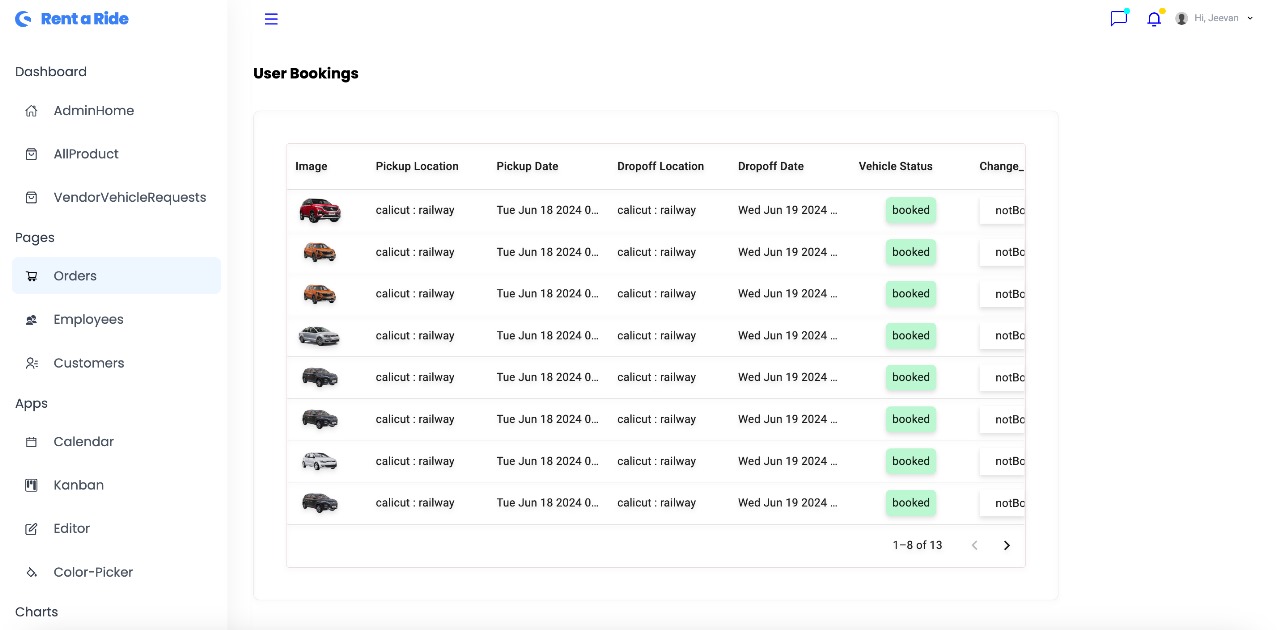 Rent a Ride
Hi, Jeevan
Dashboard
AdminHome
AllProduct
VendorVehicleRequests
Pages
Orders
Employees
Customers
Apps
Calendar
Kanban
Editor
Color-Picker
Charts
User Bookings
Image Pickup Location Pickup Date Dropoff Location Dropoff Date Vehicle Status Change_
calicut : railway Tue Jun 18 2024 0... calicut : railway Wed Jun 19 2024 ... booked notBo
calicut : railway Tue Jun 18 2024 0... calicut : railway Wed Jun 19 2024 ... booked notBo
calicut : railway Tue Jun 18 2024 0... calicut : railway Wed Jun 19 2024 ... booked notBo
calicut : railway Tue Jun 18 2024 0... calicut : railway Wed Jun 19 2024 ... booked notBo
calicut : railway Tue Jun 18 2024 0... calicut : railway Wed Jun 19 2024 ... booked notBo
calicut : railway Tue Jun 18 2024 0... calicut : railway Wed Jun 19 2024 ... booked notBo
calicut : railway Tue Jun 18 2024 0... calicut : railway Wed Jun 19 2024 ... booked notBo
calicut : railway Tue Jun 18 2024 0... calicut : railway Wed Jun 19 2024 ... booked notBo
1–8 of 13